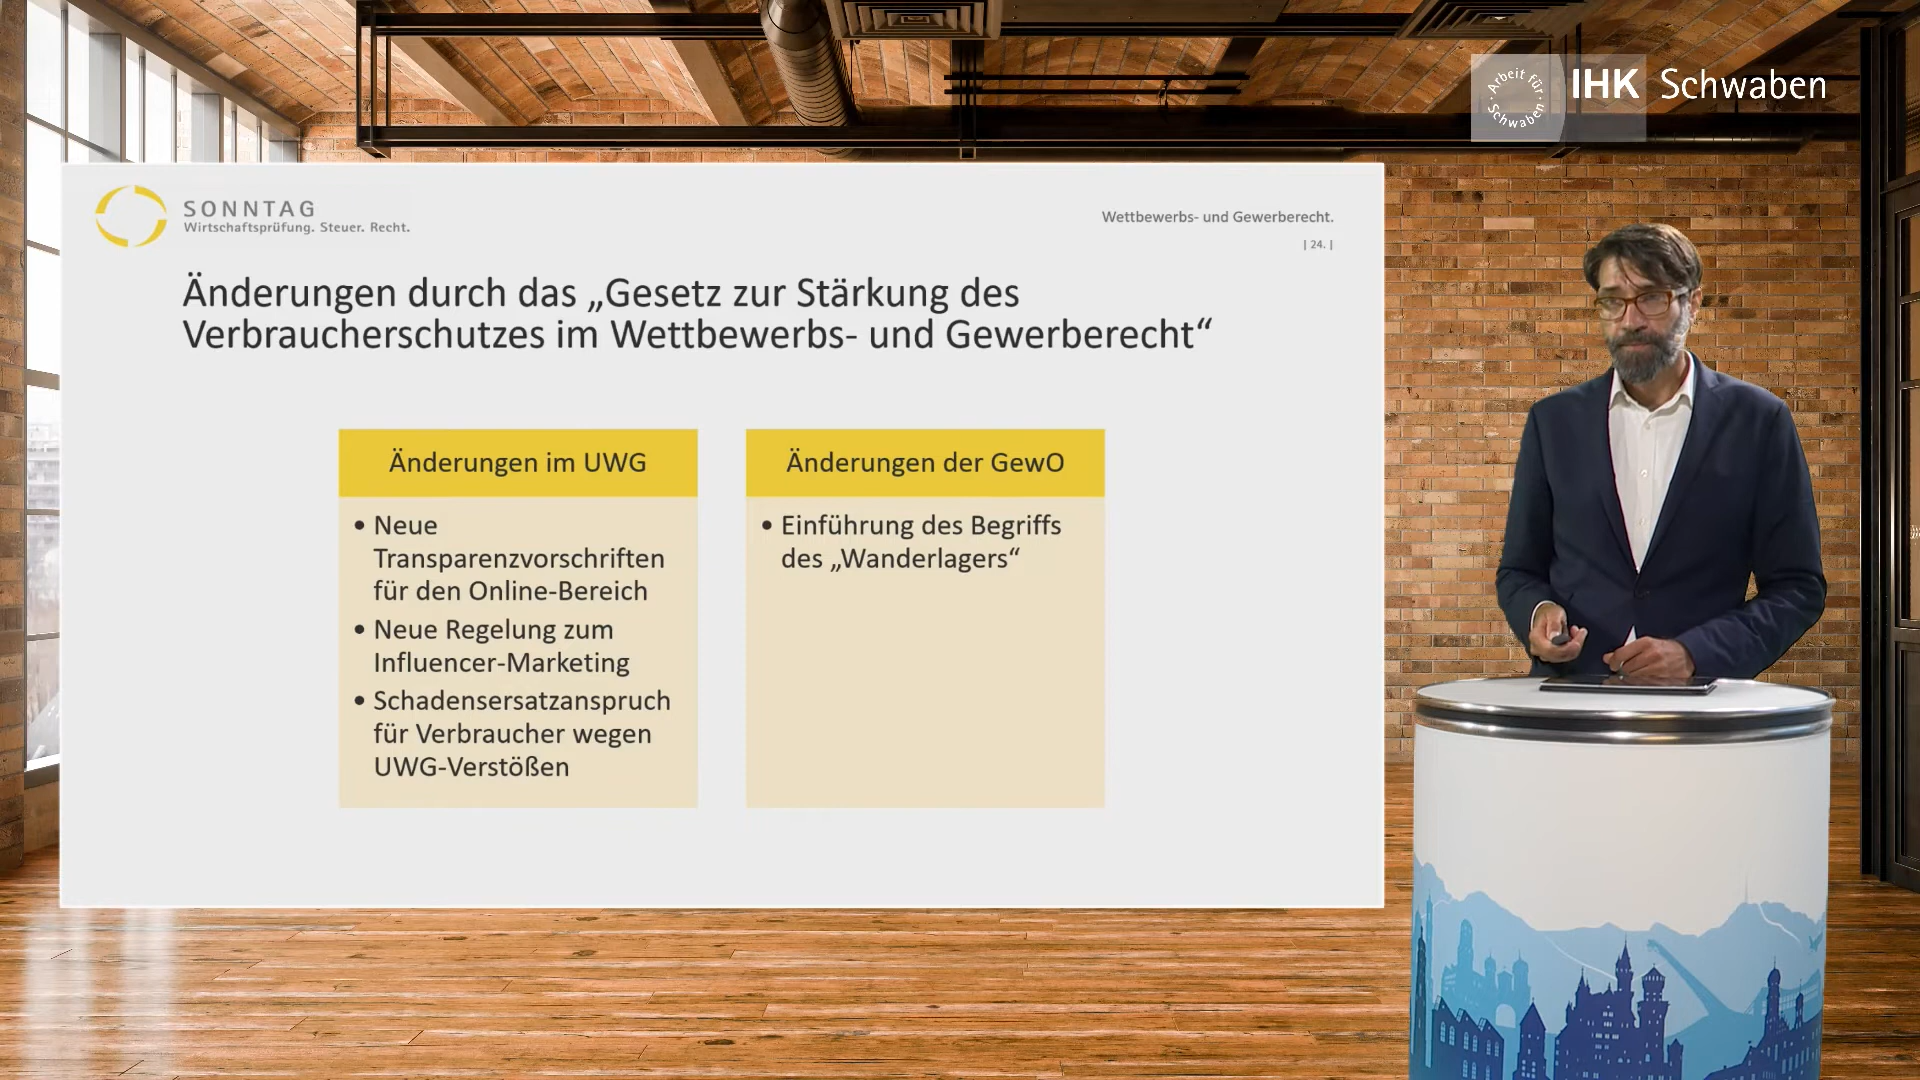 Arbeit für
Schwaben
IHK Schwaben
SONNTAG
Wirtschaftsprüfung. Steuer. Recht.
Wettbewerbs- und Gewerberecht.
| 24. |
Änderungen durch das „Gesetz zur Stärkung des
Verbraucherschutzes im Wettbewerbs- und Gewerberecht“
Änderungen im UWG
• Neue
Transparenzvorschriften
für den Online-Bereich
• Neue Regelung zum
Influencer-Marketing
• Schadensersatzanspruch
für Verbraucher wegen
UWG-Verstößen
Änderungen der GewO
• Einführung des Begriffs
des „Wanderlagers“